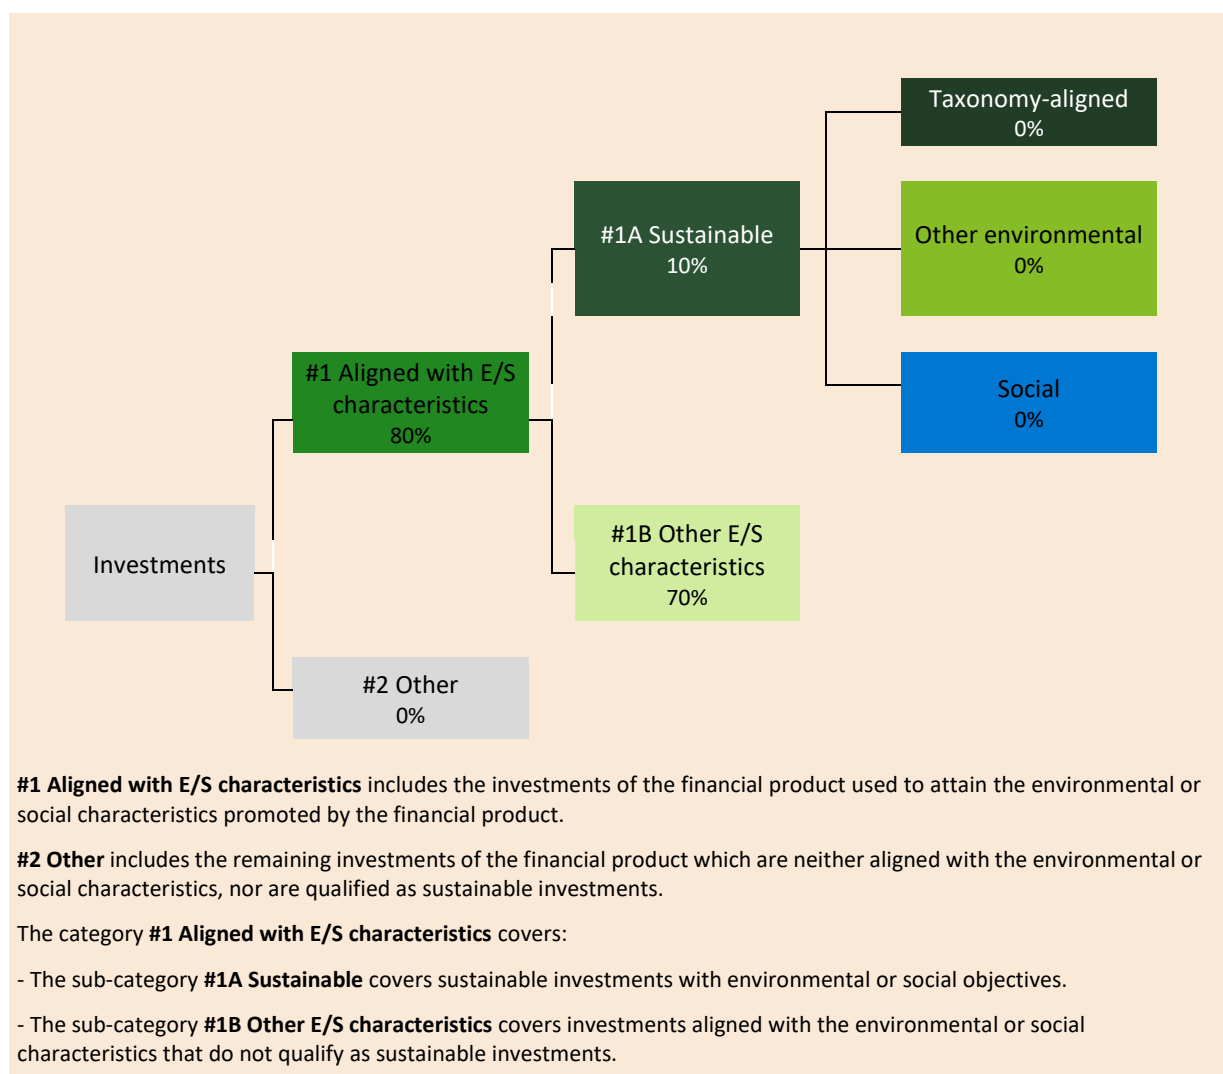 Taxonomy-aligned
0%
#1A Sustainable
10%
Other environmental
0%
#1 Aligned with E/S
characteristics
80%
Social
0%
Investments
#1B Other E/S
characteristics
70%
#2 Other
0%
#1 Aligned with E/S characteristics includes the investments of the financial product used to attain the environmental or
social characteristics promoted by the financial product.
#2 Other includes the remaining investments of the financial product which are neither aligned with the environmental or
social characteristics, nor are qualified as sustainable investments.
The category #1 Aligned with E/S characteristics covers:
- The sub-category #1A Sustainable covers sustainable investments with environmental or social objectives.
- The sub-category #1B Other E/S characteristics covers investments aligned with the environmental or social
characteristics that do not qualify as sustainable investments.